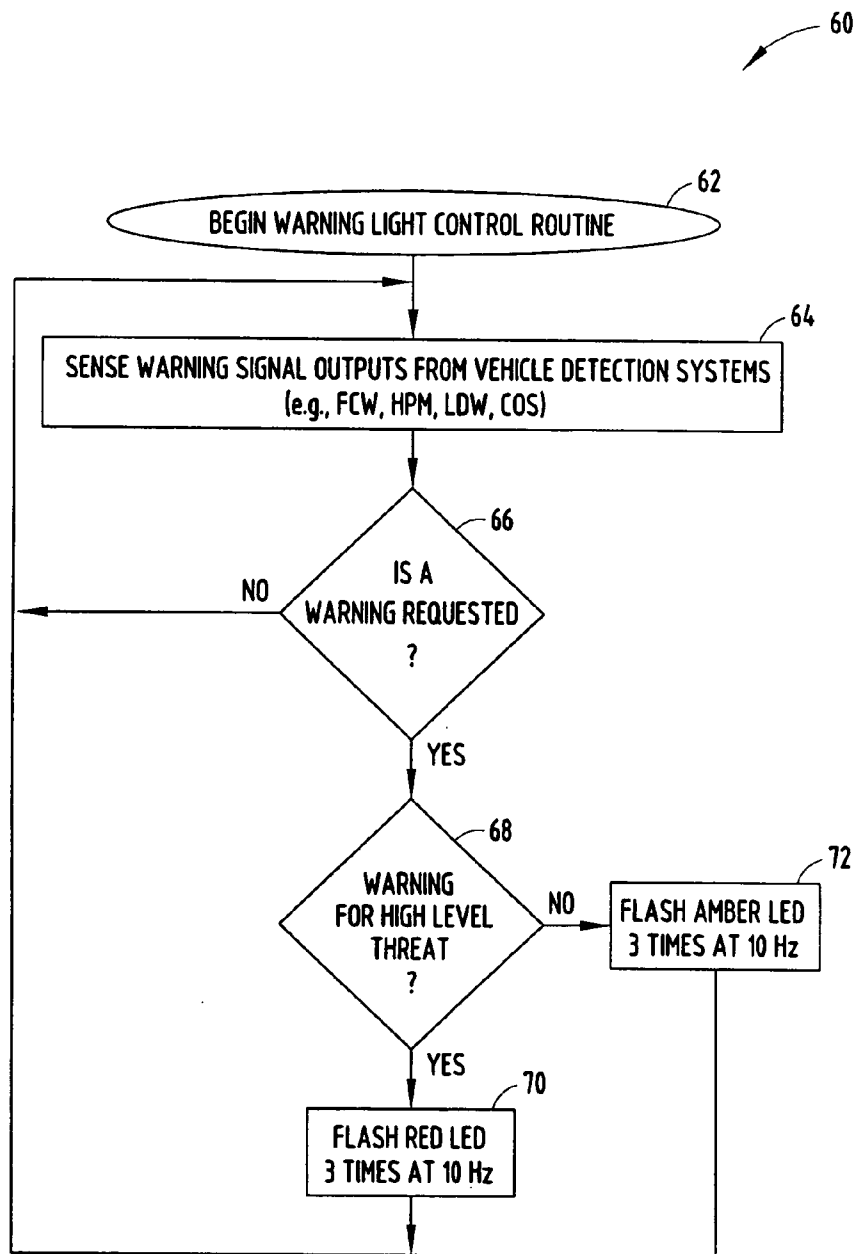 60
62
BEGIN WARNING LIGHT CONTROL ROUTINE
64
SENSE WARNING SIGNAL OUTPUTS FROM VEHICLE DETECTION SYSTEMS
(e.g., FCW, HPM, LDW, COS)
66
IS A
WARNING REQUESTED
?
NO
YES
68
WARNING
FOR HIGH LEVEL
THREAT
?
NO
72
FLASH AMBER LED
3 TIMES AT 10 Hz
YES
70
FLASH RED LED
3 TIMES AT 10 Hz